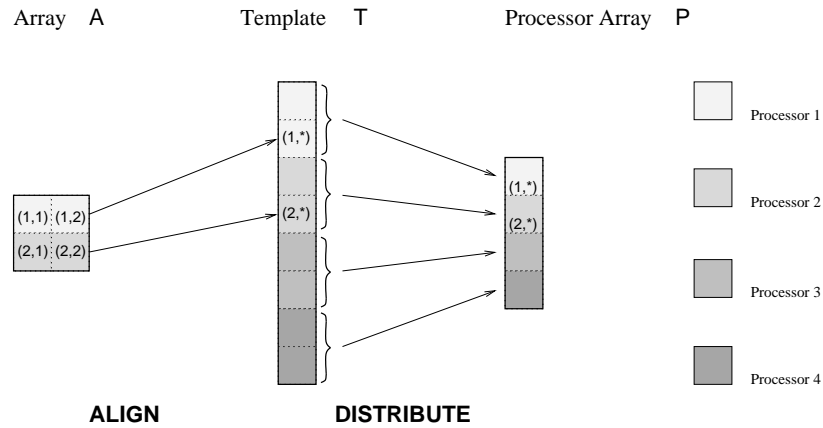 Array A Template T Processor Array P
Processor 1
(1,*)
(1,*)
Processor 2
(1,1) (1,2)
(2,*)
(2,*)
(2,1) (2,2)
Processor 3
Processor 4
ALIGN DISTRIBUTE